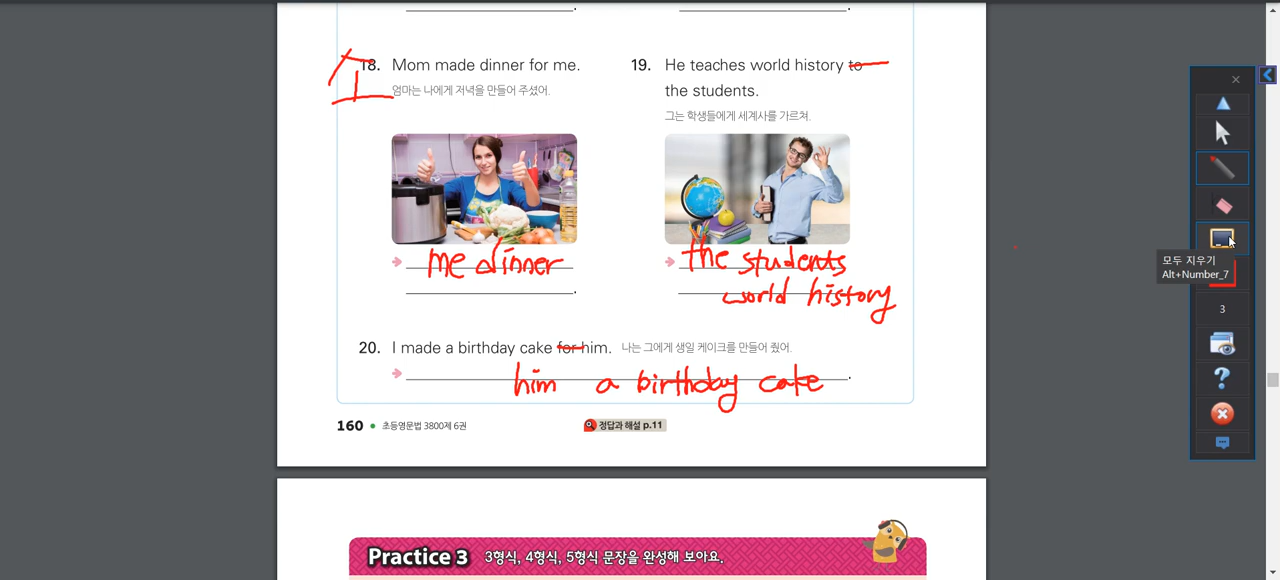 18. Mom made dinner for me.
엄마는 나에게 저녁을 만들어 주셨어.
me dinner
.
19. He teaches world history to
the students.
그는 학생들에게 세계사를 가르쳐.
the students
world history
20. I made a birthday cake for him. 나는 그에게 생일 케이크를 만들어 줬어.
him a birthday cake .
160 • 초등영문법 3800제 6권
정답과 해설 p.11
Practice 3 3형식, 4형식, 5형식 문장을 완성해 보아요.
모두 지우기
Alt+Number_7
3